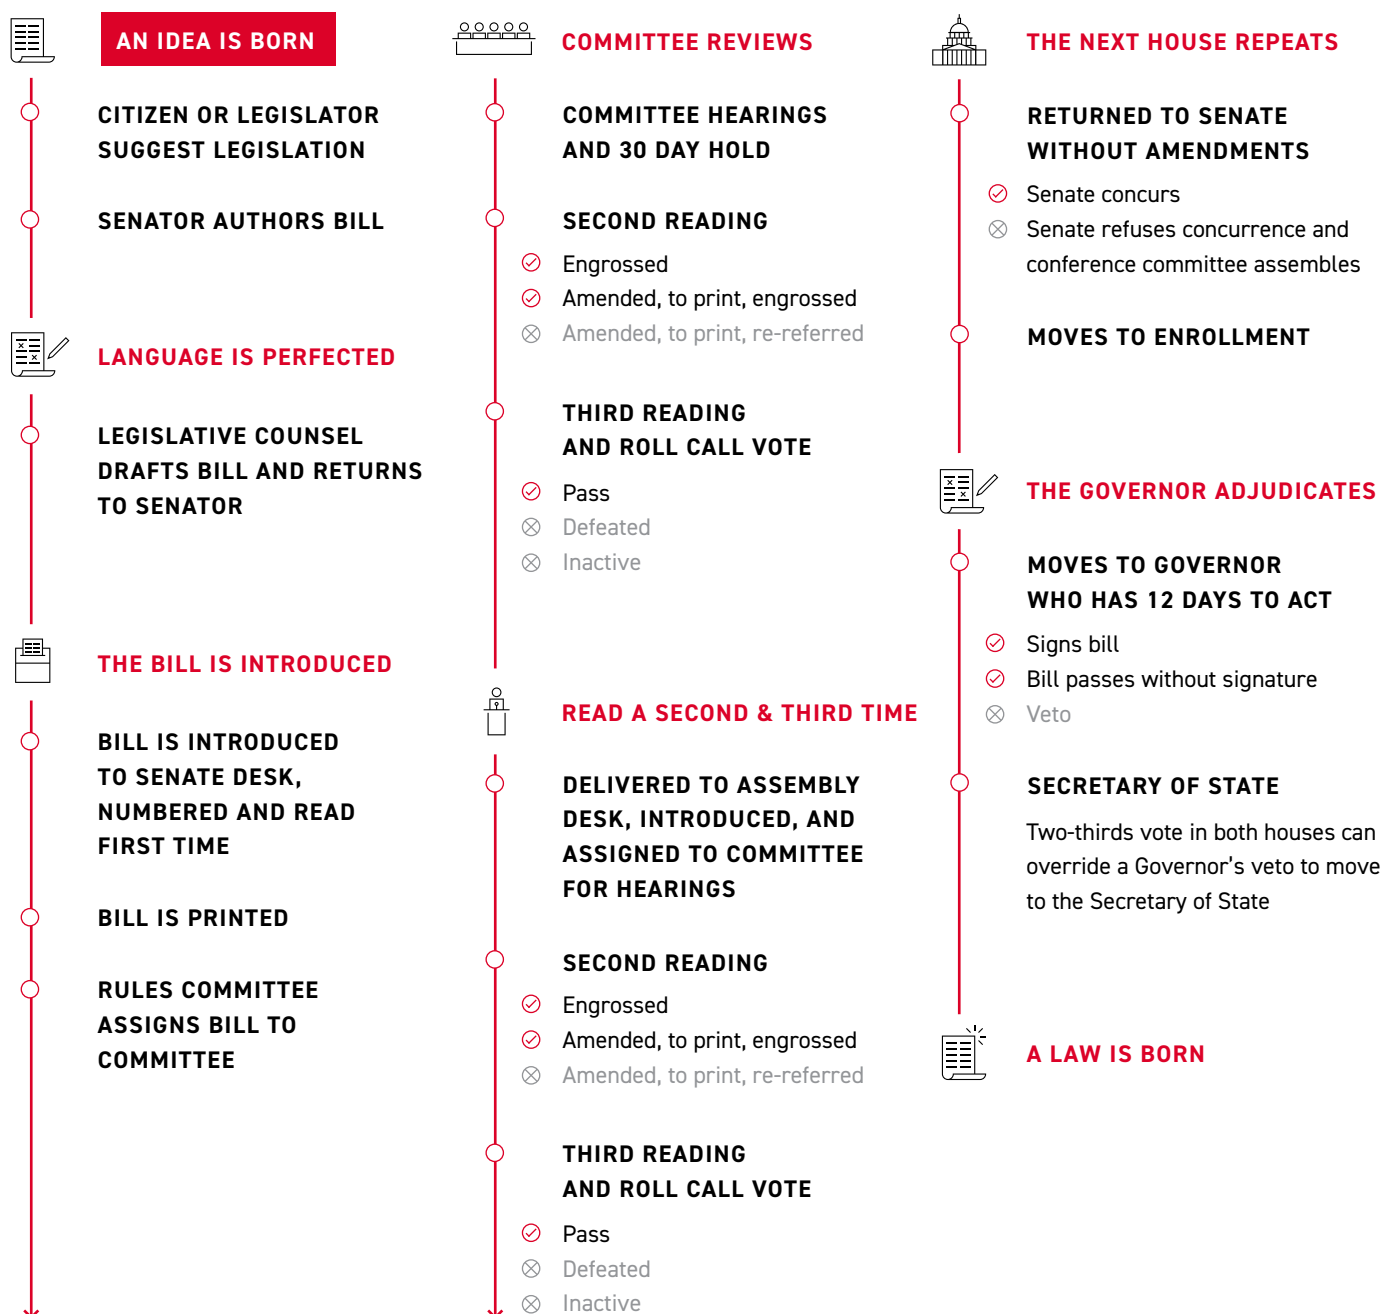 AN IDEA IS BORN
CITIZEN OR LEGISLATOR
SUGGEST LEGISLATION
SENATOR AUTHORS BILL
LANGUAGE IS PERFECTED
LEGISLATIVE COUNSEL
DRAFTS BILL AND RETURNS
TO SENATOR
THE BILL IS INTRODUCED
BILL IS INTRODUCED
TO SENATE DESK,
NUMBERED AND READ
FIRST TIME
BILL IS PRINTED
RULES COMMITTEE
ASSIGNS BILL TO
COMMITTEE
COMMITTEE REVIEWS
COMMITTEE HEARINGS
AND 30 DAY HOLD
SECOND READING
Engrossed
Amended, to print, engrossed
Amended, to print, re-referred
THIRD READING
AND ROLL CALL VOTE
Pass
Defeated
Inactive
READ A SECOND & THIRD TIME
DELIVERED TO ASSEMBLY
DESK, INTRODUCED, AND
ASSIGNED TO COMMITTEE
FOR HEARINGS
SECOND READING
Engrossed
Amended, to print, engrossed
Amended, to print, re-referred
THIRD READING
AND ROLL CALL VOTE
Pass
Defeated
Inactive
THE NEXT HOUSE REPEATS
RETURNED TO SENATE
WITHOUT AMENDMENTS
Senate concurs
Senate refuses concurrence and
conference committee assembles
MOVES TO ENROLLMENT
THE GOVERNOR ADJUDICATES
MOVES TO GOVERNOR
WHO HAS 12 DAYS TO ACT
Signs bill
Bill passes without signature
Veto
SECRETARY OF STATE
Two-thirds vote in both houses can
override a Governor's veto to move
to the Secretary of State
A LAW IS BORN